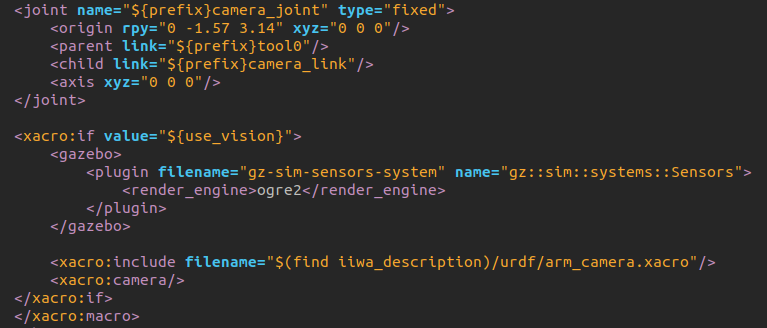 <joint name="${prefix}camera_joint" type="fixed">
    <origin rpy="0 -1.57 3.14" xyz="0 0 0"/>
    <parent link="${prefix}tool0"/>
    <child link="${prefix}camera_link"/>
    <axis xyz="0 0 0"/>
</joint>

<xacro:if value="${use_vision}">
    <gazebo>
        <plugin filename="gz-sim-sensors-system" name="gz::sim::systems::Sensors">
            <render_engine>ogre2</render_engine>
        </plugin>
    </gazebo>

    <xacro:include filename="$(find iiwa_description)/urdf/arm_camera.xacro"/>
    <xacro:camera/>
</xacro:if>
</xacro:macro>